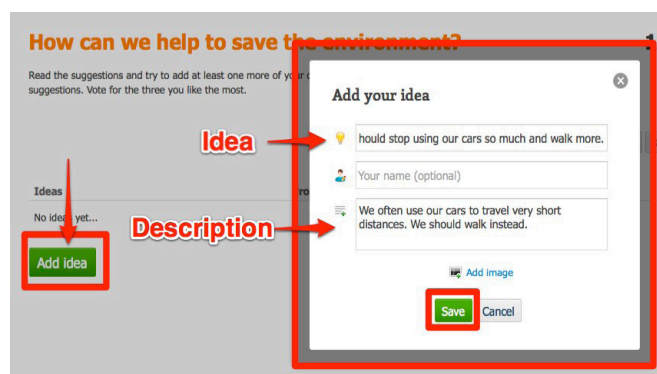 How can we help to save the environment?
Read the suggestions and try to add at least one more of your
suggestions. Vote for the three you like the most.
Add your idea
Idea
hould stop using our cars so much and walk more.
Your name (optional)
Ideas
No ideas yet...
Description
We often use our cars to travel very short
distances. We should walk instead.
Add idea
Add image
Save Cancel